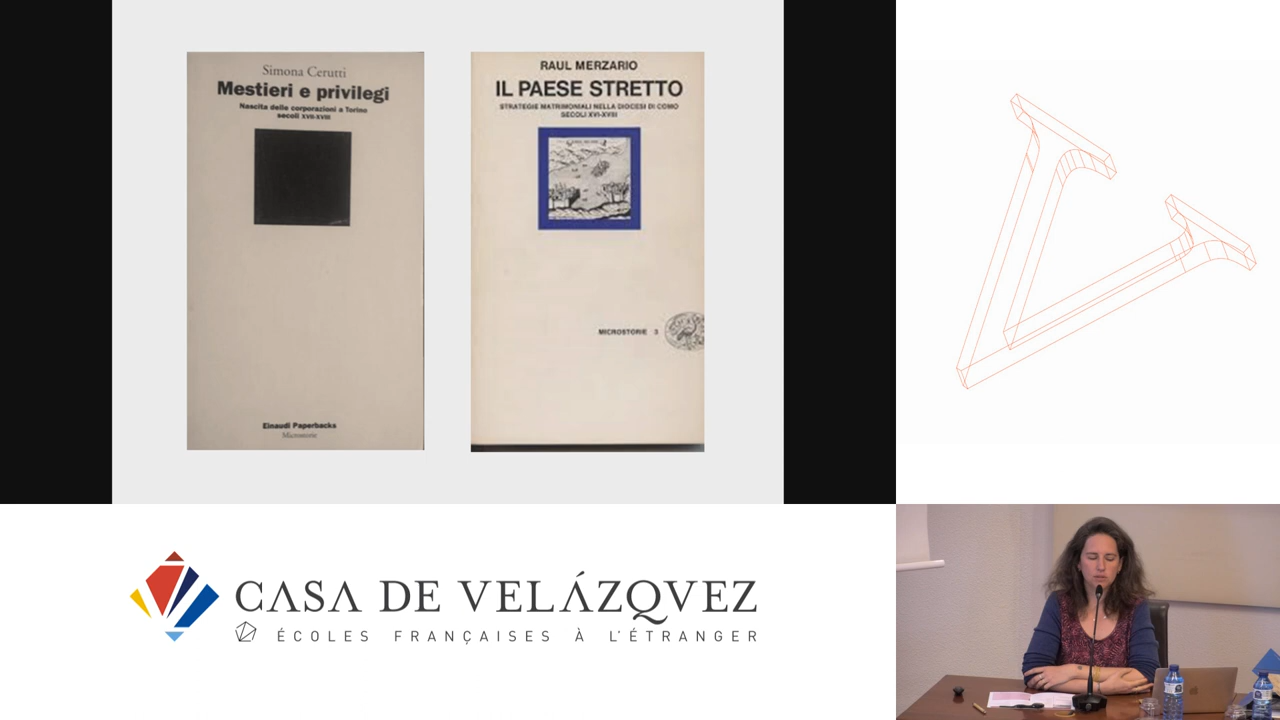 Simona Cerutti
Mestieri e privilegi
Nascita delle corporazioni a Torino
secoli XVII-XVIII
Einaudi Paperbacks
Microstorie
RAUL MERZARIO
IL PAESE STRETTO
STRATEGIE MATRIMONIALI NELLA DIOCESI DI COMO
SECOLI XVI-XVIII
MICROSTORIE 3
CASA DE VELÁZQVEZ
ÉCOLES FRANÇAISES À L'ÉTRANGER